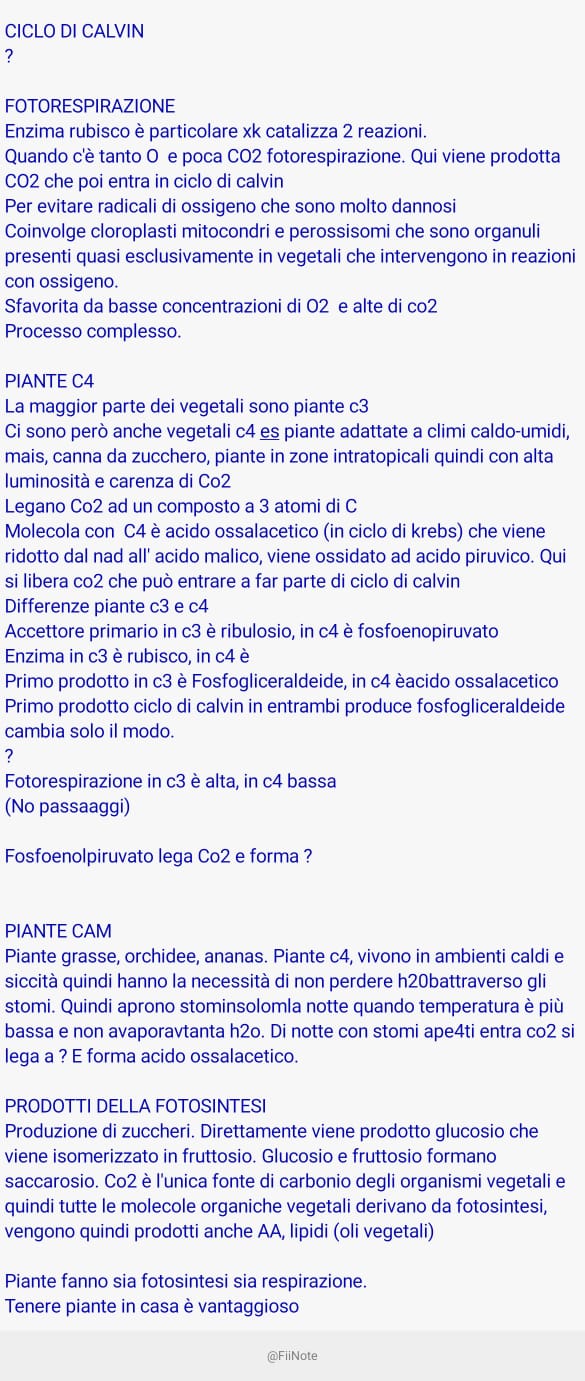 CICLO DI CALVIN
?
FOTORESPIRAZIONE
Enzima rubisco è particolare xk catalizza 2 reazioni.
Quando c'è tanto O  e poca CO2 fotorespirazione. Qui viene prodotta
CO2 che poi entra in ciclo di calvin
Per evitare radicali di ossigeno che sono molto dannosi
Coinvolge cloroplasti mitocondri e perossisomi che sono organuli
presenti quasi esclusivamente in vegetali che intervengono in reazioni
con ossigeno.
Sfavorita da basse concentrazioni di O2  e alte di co2
Processo complesso.
PIANTE C4
La maggior parte dei vegetali sono piante c3
Ci sono però anche vegetali c4 es piante adattate a climi caldo-umidi,
mais, canna da zucchero, piante in zone intratopicali quindi con alta
luminosità e carenza di Co2
Legano Co2 ad un composto a 3 atomi di C
Molecola con  C4 è acido ossalacetico (in ciclo di krebs) che viene
ridotto dal nad all' acido malico, viene ossidato ad acido piruvico. Qui
si libera co2 che può entrare a far parte di ciclo di calvin
Differenze piante c3 e c4
Accettore primario in c3 è ribulosio, in c4 è fosfoenopiruvato
Enzima in c3 è rubisco, in c4 è
Primo prodotto in c3 è Fosfogliceraldeide, in c4 èacido ossalacetico
Primo prodotto ciclo di calvin in entrambi produce fosfogliceraldeide
cambia solo il modo.
?
Fotorespirazione in c3 è alta, in c4 bassa
(No passaaggi)
Fosfoenolpiruvato lega Co2 e forma ?
PIANTE CAM
Piante grasse, orchidee, ananas. Piante c4, vivono in ambienti caldi e
siccità quindi hanno la necessità di non perdere h20battraverso gli
stomi. Quindi aprono stominsolomla notte quando temperatura è più
bassa e non avaporavtanta h2o. Di notte con stomi ape4ti entra co2 si
lega a ? E forma acido ossalacetico.
PRODOTTI DELLA FOTOSINTESI
Produzione di zuccheri. Direttamente viene prodotto glucosio che
viene isomerizzato in fruttosio. Glucosio e fruttosio formano
saccarosio. Co2 è l'unica fonte di carbonio degli organismi vegetali e
quindi tutte le molecole organiche vegetali derivano da fotosintesi,
vengono quindi prodotti anche AA, lipidi (oli vegetali)
Piante fanno sia fotosintesi sia respirazione.
Tenere piante in casa è vantaggioso
@FiiNote